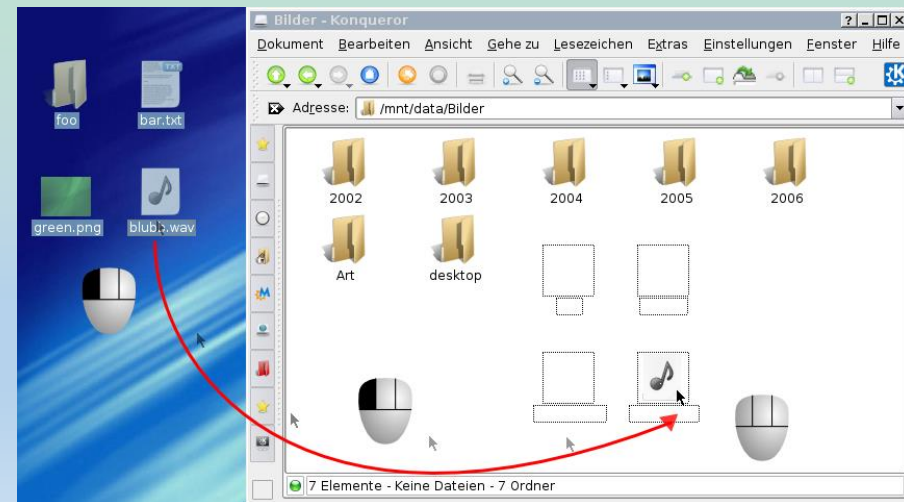 Bilder - Konqueror
Dokument Bearbeiten Ansicht Gehe zu Lesezeichen Extras Einstellungen Fenster Hilfe
Adresse: /mnt/data/Bilder
TXT
foo bar.txt
green.png blubb.wav
2002 2003 2004 2005 2006
Art desktop
7 Elemente - Keine Dateien - 7 Ordner